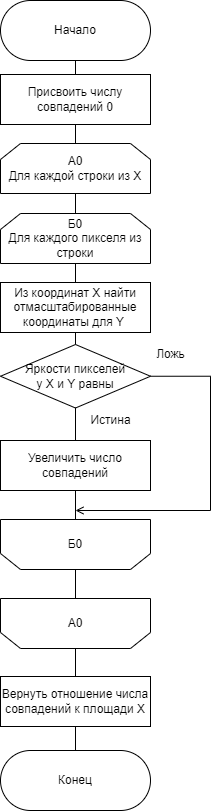 Начало
Присвоить числу
совпадений 0
А0
Для каждой строки из X
Б0
Для каждого пикселя из
строки
Из координат X найти
отмасштабированные
координаты для Y
Яркости пикселей
у X и Y равны
Ложь
Истина
Увеличить число
совпадений
Б0
А0
Вернуть отношение числа
совпадений к площади X
Конец